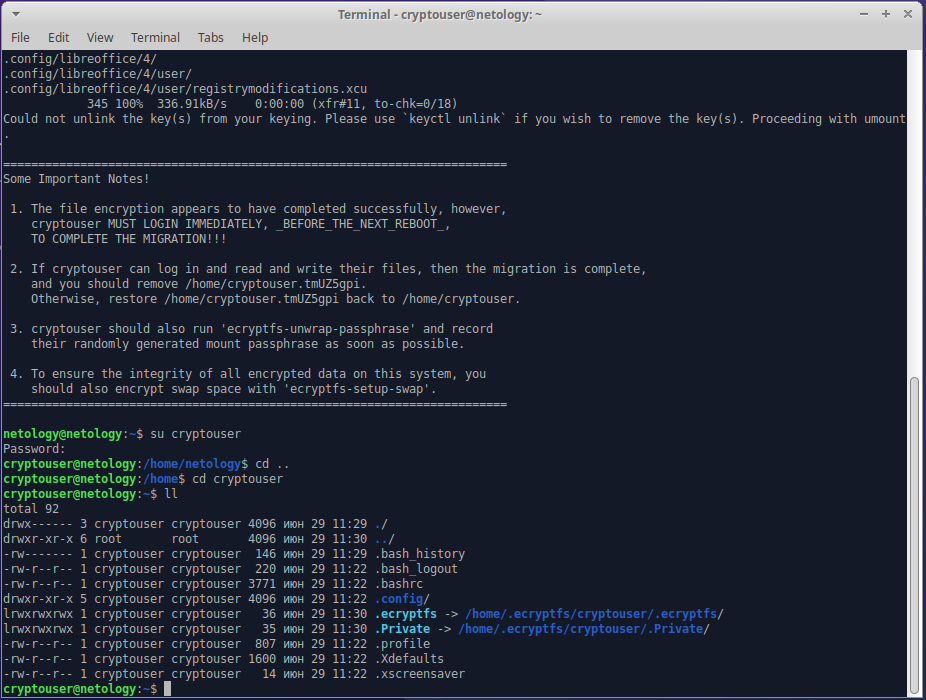 Terminal - cryptouser@netology: ~
File Edit View Terminal Tabs Help
.config/libreoffice/4/
.config/libreoffice/4/user/
.config/libreoffice/4/user/registrymodifications.xcu
            345 100%  336.91kB/s    0:00:00 (xfr#11, to-chk=0/18)
Could not unlink the key(s) from your keying. Please use `keyctl unlink` if you wish to remove the key(s). Proceeding with umount
.
========================================================================
Some Important Notes!
 1. The file encryption appears to have completed successfully, however,
    cryptouser MUST LOGIN IMMEDIATELY, _BEFORE_THE_NEXT_REBOOT_,
    TO COMPLETE THE MIGRATION!!!
 2. If cryptouser can log in and read and write their files, then the migration is complete,
    and you should remove /home/cryptouser.tmUZ5gpi.
    Otherwise, restore /home/cryptouser.tmUZ5gpi back to /home/cryptouser.
 3. cryptouser should also run 'ecryptfs-unwrap-passphrase' and record
    their randomly generated mount passphrase as soon as possible.
 4. To ensure the integrity of all encrypted data on this system, you
    should also encrypt swap space with 'ecryptfs-setup-swap'.
========================================================================
netology@netology:~$ su cryptouser
Password:
cryptouser@netology:/home/netology$ cd ..
cryptouser@netology:/home$ cd cryptouser
cryptouser@netology:~$ ll
total 92
drwx------ 3 cryptouser cryptouser 4096 июн 29 11:29 ./
drwxr-xr-x 6 root       root       4096 июн 29 11:30 ../
-rw------- 1 cryptouser cryptouser  146 июн 29 11:29 .bash_history
-rw-r--r-- 1 cryptouser cryptouser  220 июн 29 11:22 .bash_logout
-rw-r--r-- 1 cryptouser cryptouser 3771 июн 29 11:22 .bashrc
drwxr-xr-x 5 cryptouser cryptouser 4096 июн 29 11:22 .config/
lrwxrwxrwx 1 cryptouser cryptouser   36 июн 29 11:30 .ecryptfs -> /home/.ecryptfs/cryptouser/.ecryptfs/
lrwxrwxrwx 1 cryptouser cryptouser   35 июн 29 11:30 .Private -> /home/.ecryptfs/cryptouser/.Private/
-rw-r--r-- 1 cryptouser cryptouser  807 июн 29 11:22 .profile
-rw-r--r-- 1 cryptouser cryptouser 1600 июн 29 11:22 .Xdefaults
-rw-r--r-- 1 cryptouser cryptouser   14 июн 29 11:22 .xscreensaver
cryptouser@netology:~$